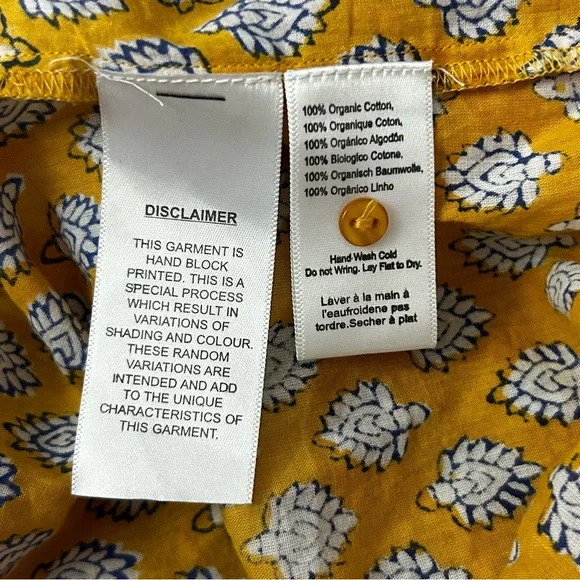 DISCLAIMER
THIS GARMENT IS
HAND BLOCK
PRINTED. THIS IS A
SPECIAL PROCESS
WHICH RESULT IN
VARIATIONS OF
SHADING AND COLOUR.
THESE RANDOM
VARIATIONS ARE
INTENDED AND ADD
TO THE UNIQUE
CHARACTERISTICS OF
THIS GARMENT.
100% Organic Cotton,
100% Organique Coton,
100% Orgánico Algodón
100% Biologico Cotone,
100% Organisch Baumwolle,
100% Orgânico Linho
Hand Wash Cold
Do not Wring. Lay Flat to Dry.
Laver à la main à
l'eaufroidene pas
tordre.Secher à plat